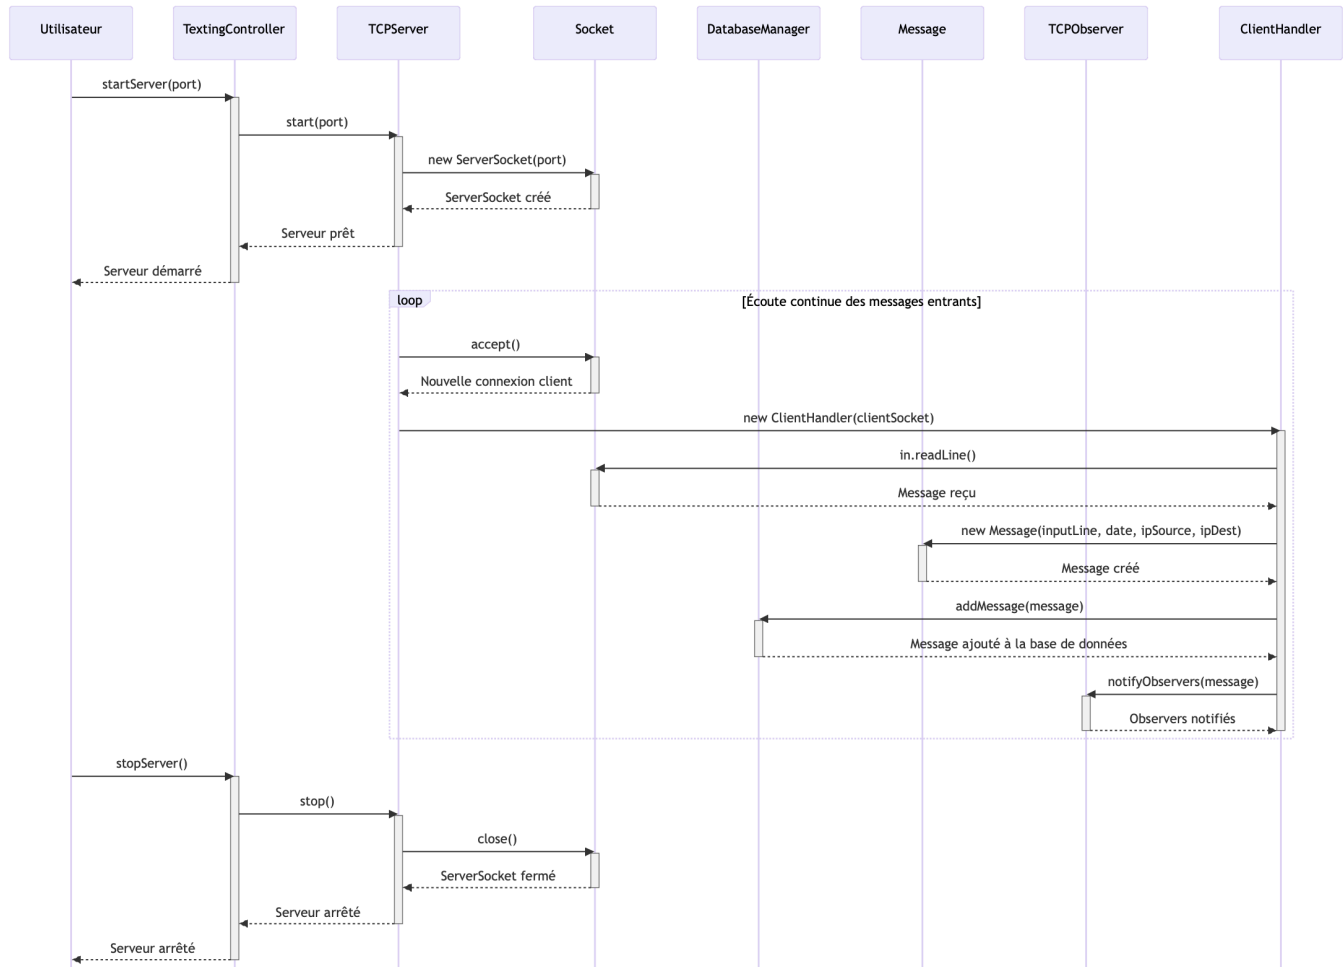 Utilisateur
TextingController
TCPServer
Socket
DatabaseManager
Message
TCPObserver
ClientHandler
startServer(port)
start(port)
new ServerSocket(port)
ServerSocket créé
Serveur prêt
Serveur démarré
loop
[Écoute continue des messages entrants]
accept()
Nouvelle connexion client
new ClientHandler(clientSocket)
in.readLine()
Message reçu
new Message(inputLine, date, ipSource, ipDest)
Message créé
addMessage(message)
Message ajouté à la base de données
notifyObservers(message)
Observers notifiés
stopServer()
stop()
close()
ServerSocket fermé
Serveur arrêté
Serveur arrêté